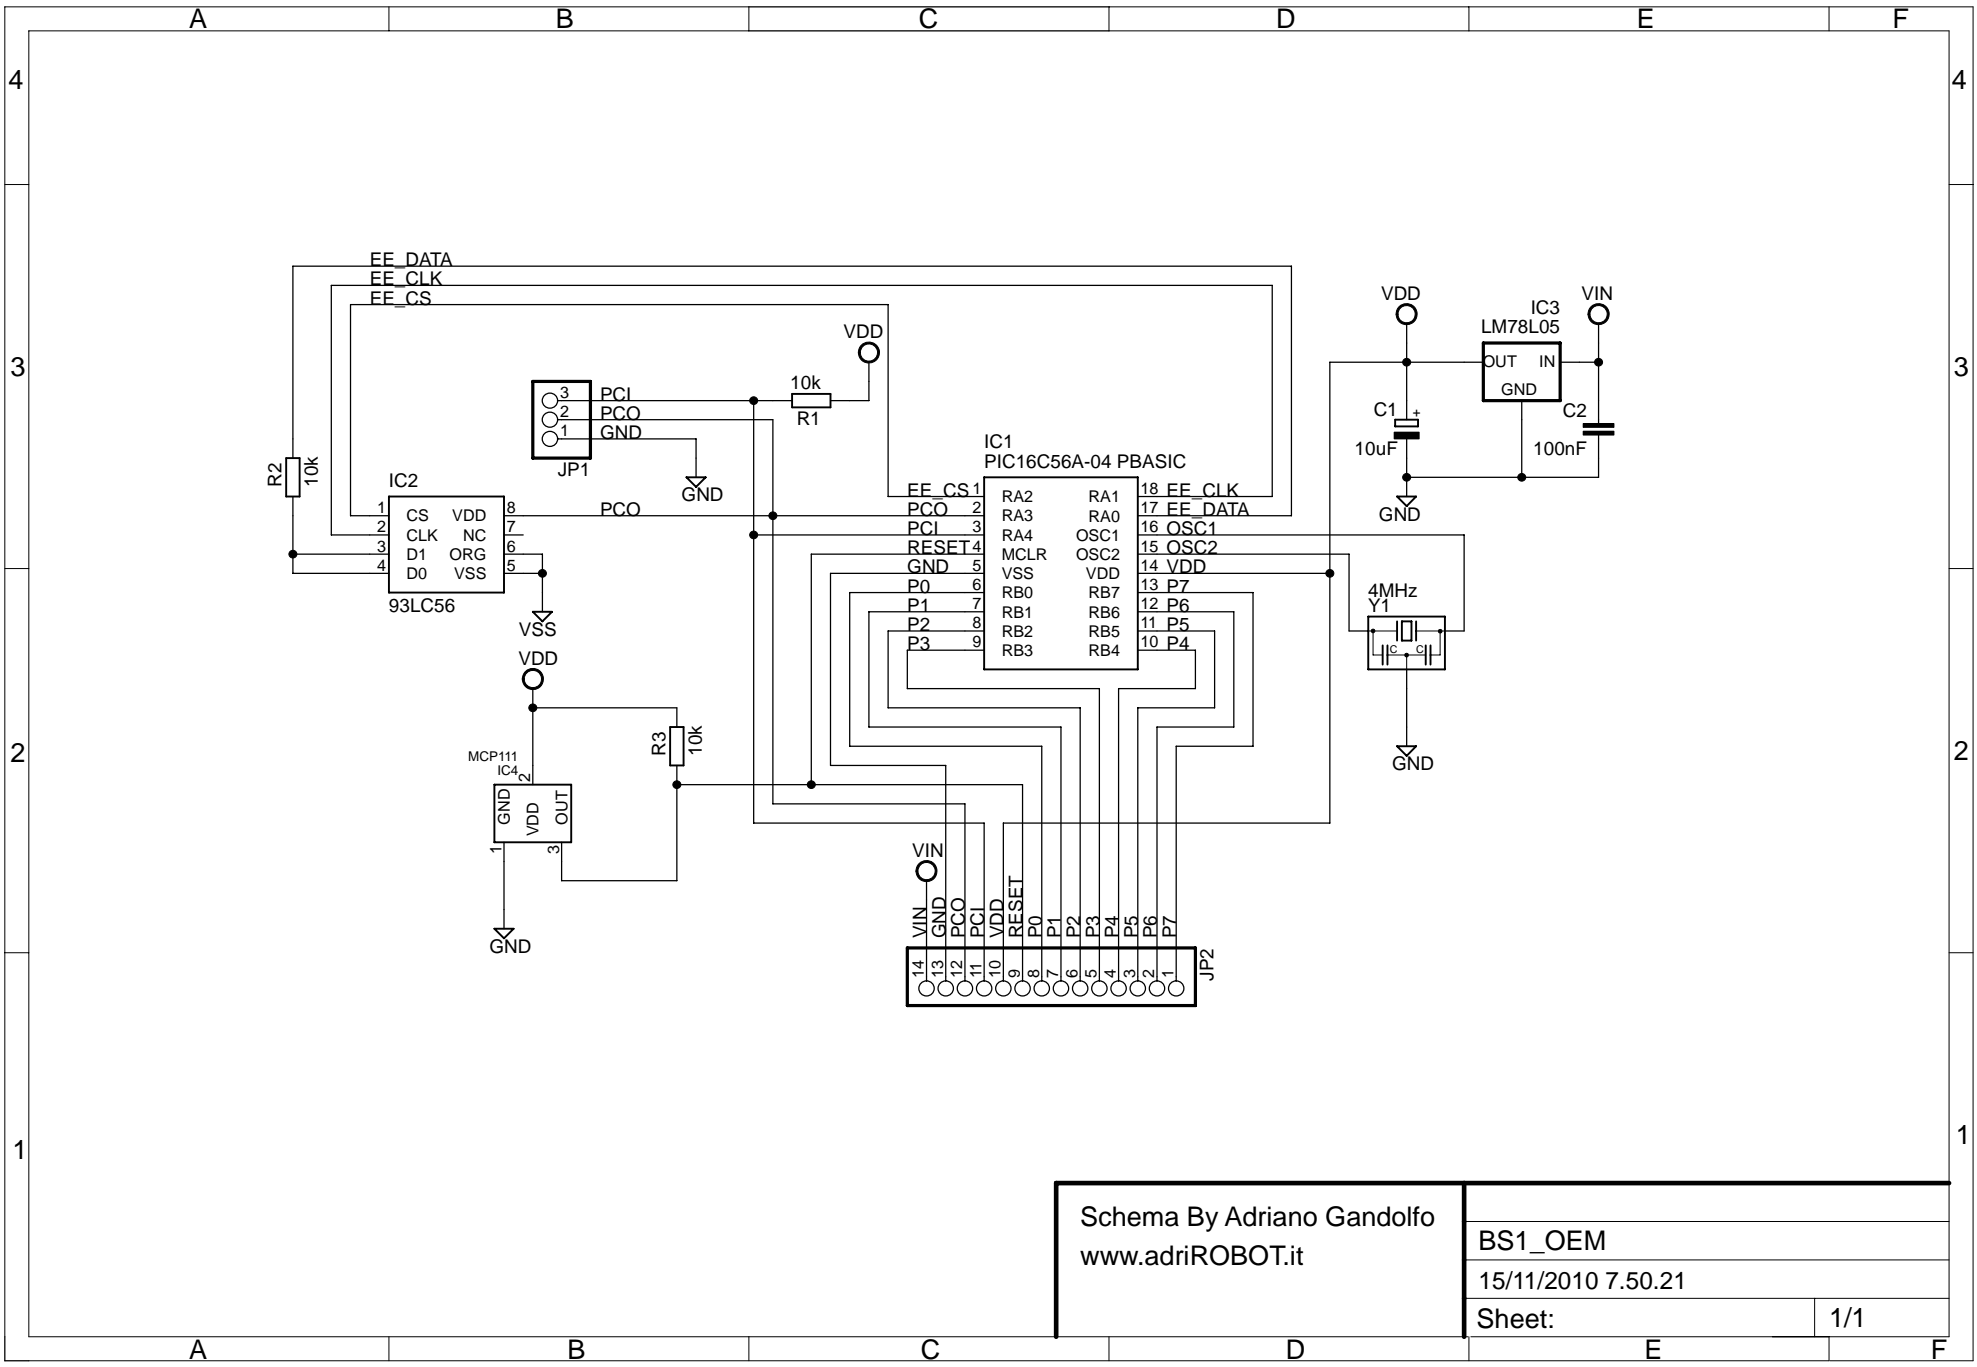 A B C D E F
4 4
3 3
2 2
1 1
EE_DATA
EE_CLK
EE_CS
VDD
10k
R1
3 PCI
2 PCO
1 GND
JP1
GND
R2
10k
IC2
1 CS VDD 8
2 CLK NC 7
3 D1 ORG 6
4 D0 VSS 5
93LC56
PCO
VSS
IC1
PIC16C56A-04 PBASIC
EE_CS 1 RA2 RA1 18 EE_CLK
PCO 2 RA3 RA0 17 EE_DATA
PCI 3 RA4 OSC1 16 OSC1
RESET 4 MCLR OSC2 15 OSC2
GND 5 VSS VDD 14 VDD
P0 6 RB0 RB7 13 P7
P1 7 RB1 RB6 12 P6
P2 8 RB2 RB5 11 P5
P3 9 RB3 RB4 10 P4
VDD
IC3
LM78L05
VIN
OUT IN
GND
C1
+
10uF
C2
100nF
GND
4MHz
Y1
C C
GND
VDD
R3
10k
MCP111
IC4
2
GND
VDD
OUT
1
3
GND
VIN
VIN GND PCO PCI VDD RESET P0 P1 P2 P3 P4 P5 P6 P7
14 13 12 11 10 9 8 7 6 5 4 3 2 1
JP2
Schema By Adriano Gandolfo
www.adriROBOT.it
BS1_OEM
15/11/2010 7.50.21
Sheet: 1/1
A B C D E F